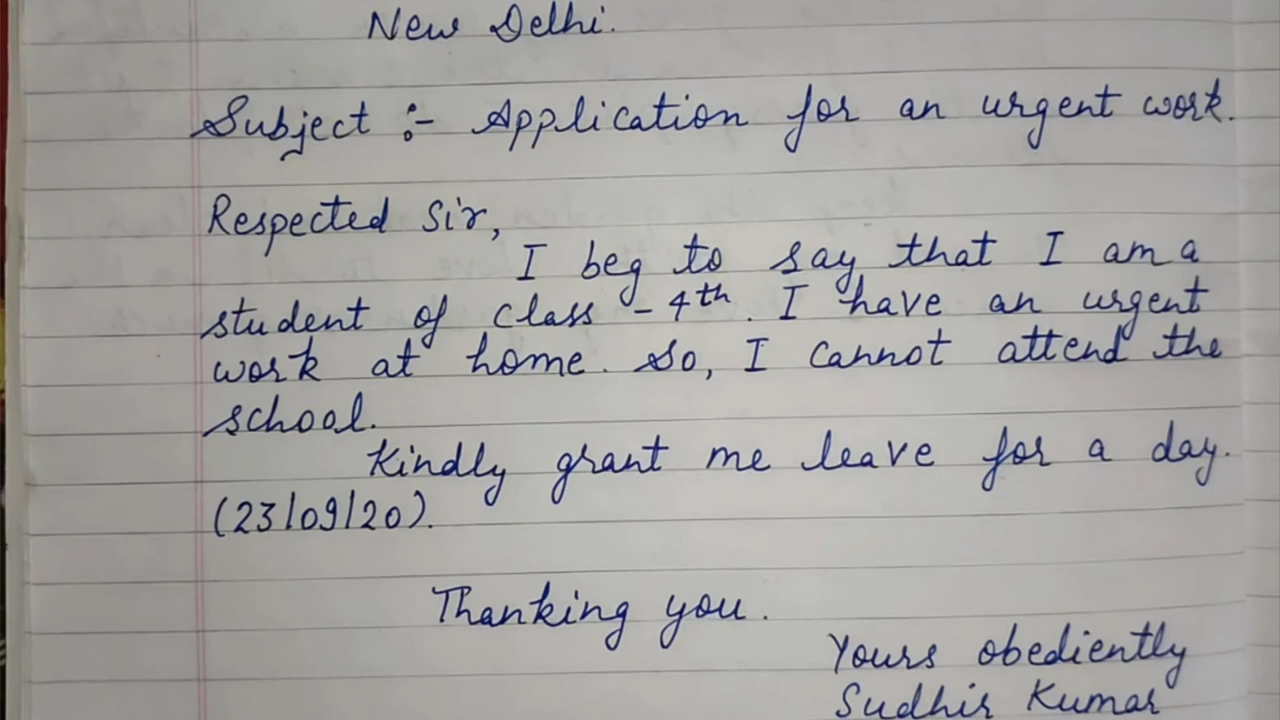 New Delhi.
Subject :- Application for an urgent work.
Respected Sir,
I beg to say that I am a
student of class - 4th. I have an urgent
work at home. So, I cannot attend the
school.
Kindly grant me leave for a day.
(23/09/20).
Thanking you.
Yours obediently
Sudhir Kumar